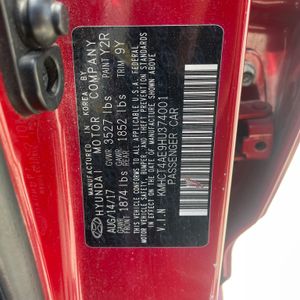 MANUFACTURED IN KOREA BY
HYUNDAI MOTOR COMPANY
AUG/14/17 GVWR 3527 lbs PAINT Y2R
GAWR FRT 1874 lbs GAWR REAR 1852 lbs TRIM 9Y
THIS VEHICLE CONFORMS TO ALL APPLICABLE U.S. FEDERAL
MOTOR VEHICLE SAFETY, BUMPER, AND THEFT PREVENTION
STANDARDS IN EFFECT ON THE DATE OF MANUFACTURE SHOWN ABOVE.
V.I.N KMHCT4AE9HU374001
PASSENGER CAR